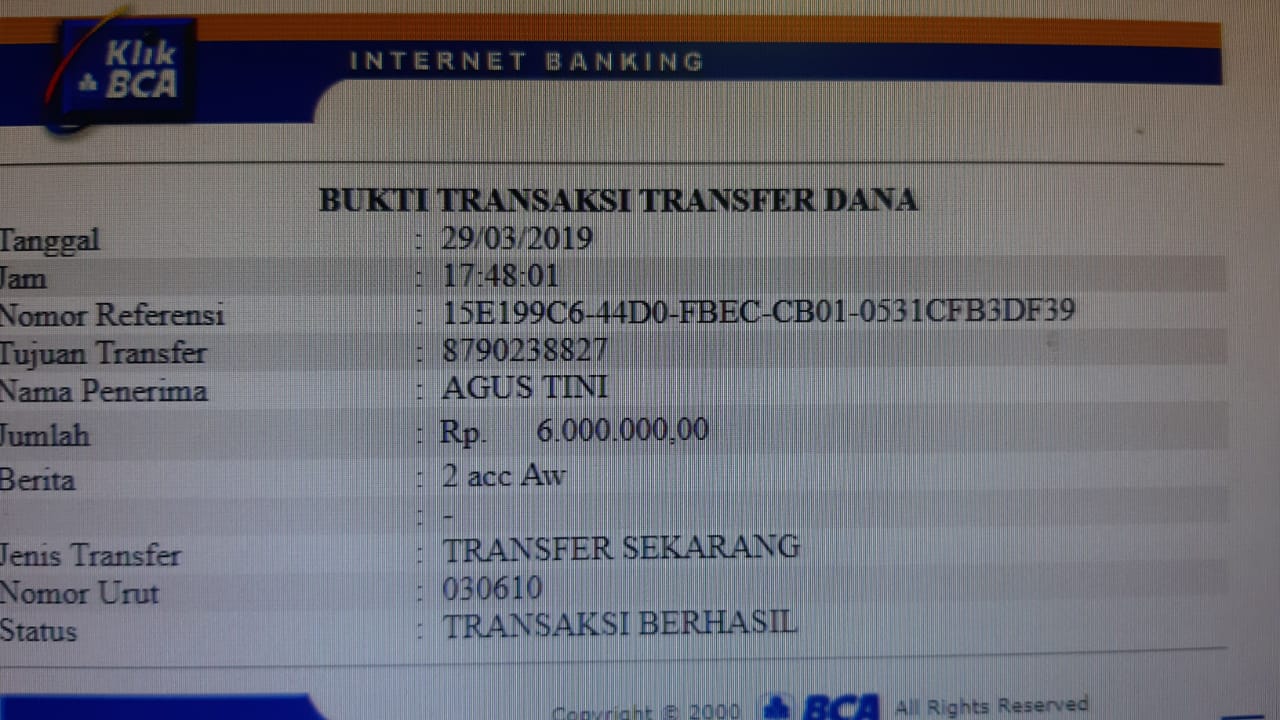 Klik
BCA
INTERNET BANKING
BUKTI TRANSAKSI TRANSFER DANA
Tanggal : 29/03/2019
Jam : 17:48:01
Nomor Referensi : 15E199C6-44D0-FBEC-CB01-0531CFB3DF39
Tujuan Transfer : 8790238827
Nama Penerima : AGUS TINI
Jumlah : Rp. 6.000.000,00
Berita : 2 acc Aw
: -
Jenis Transfer : TRANSFER SEKARANG
Nomor Urut : 030610
Status : TRANSAKSI BERHASIL
Copyright © 2000 BCA All Rights Reserved